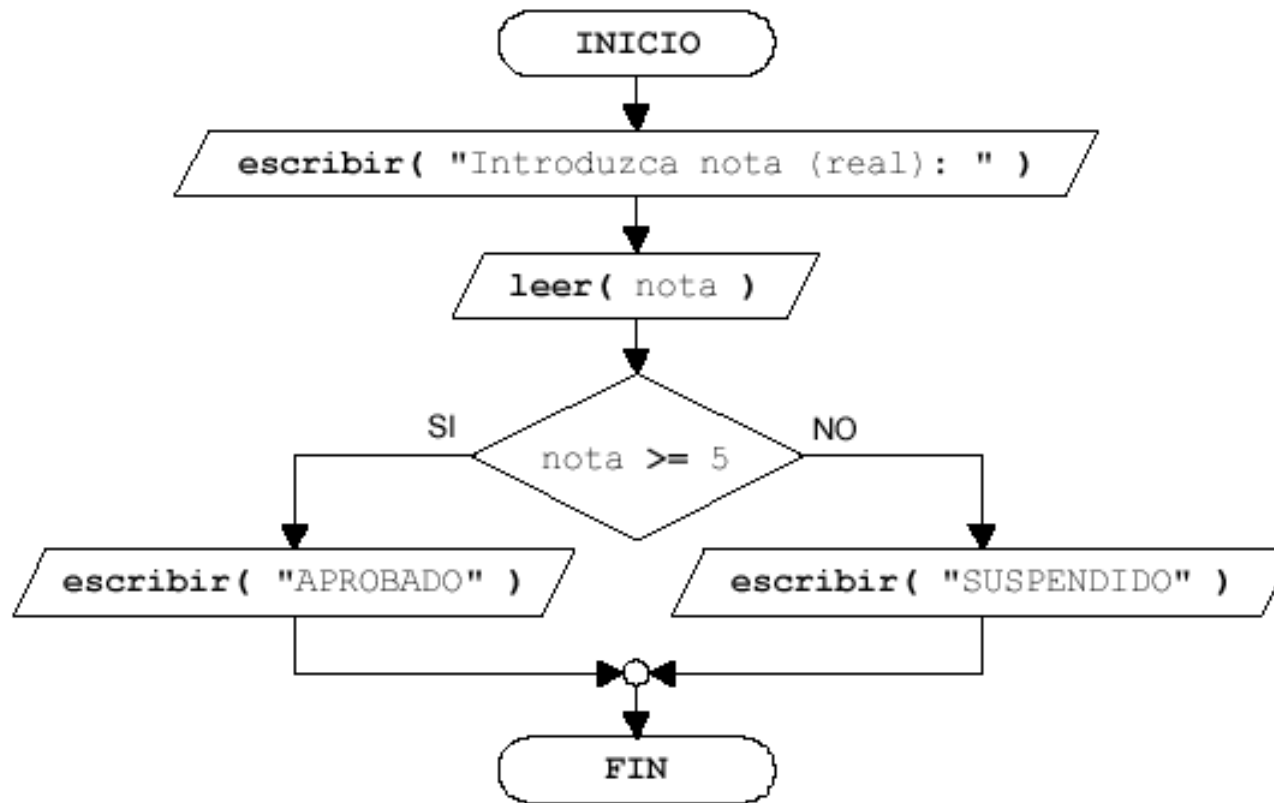 INICIO
escribir( "Introduzca nota (real): " )
leer( nota )
SI
NO
nota >= 5
escribir( "APROBADO" )
escribir( "SUSPENDIDO" )
FIN